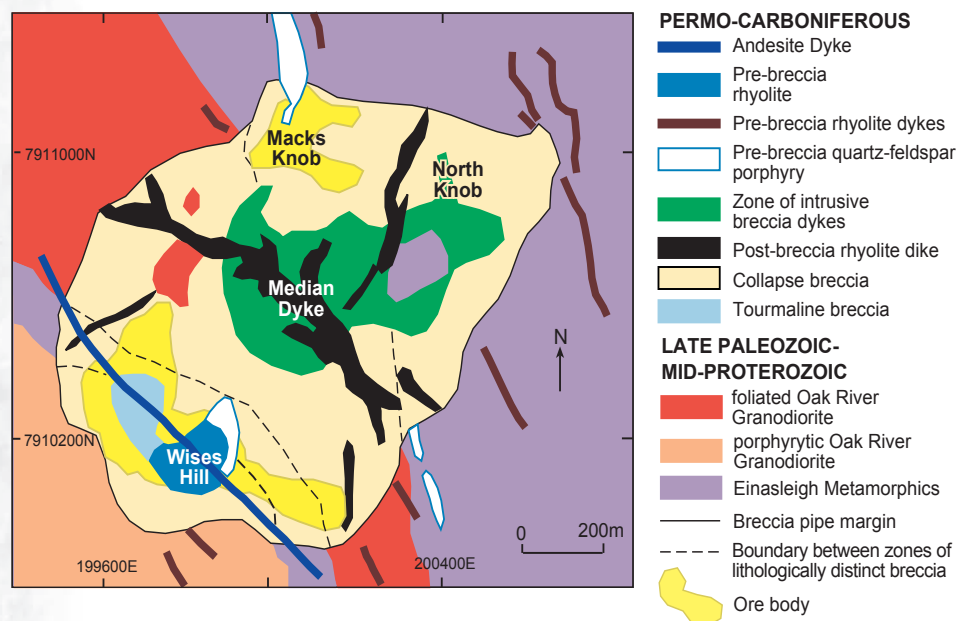 7911000N
7910200N
199600E
200400E
Macks
Knob
North
Knob
Median
Dyke
Wises
Hill
N
0 200m
PERMO-CARBONIFEROUS
Andesite Dyke
Pre-breccia
rhyolite
Pre-breccia rhyolite dykes
Pre-breccia quartz-feldspar
porphyry
Zone of intrusive
breccia dykes
Post-breccia rhyolite dike
Collapse breccia
Tourmaline breccia
LATE PALEOZOIC-
MID-PROTEROZOIC
foliated Oak River
Granodiorite
porphyrytic Oak River
Granodiorite
Einasleigh Metamorphics
Breccia pipe margin
Boundary between zones of
lithologically distinct breccia
Ore body